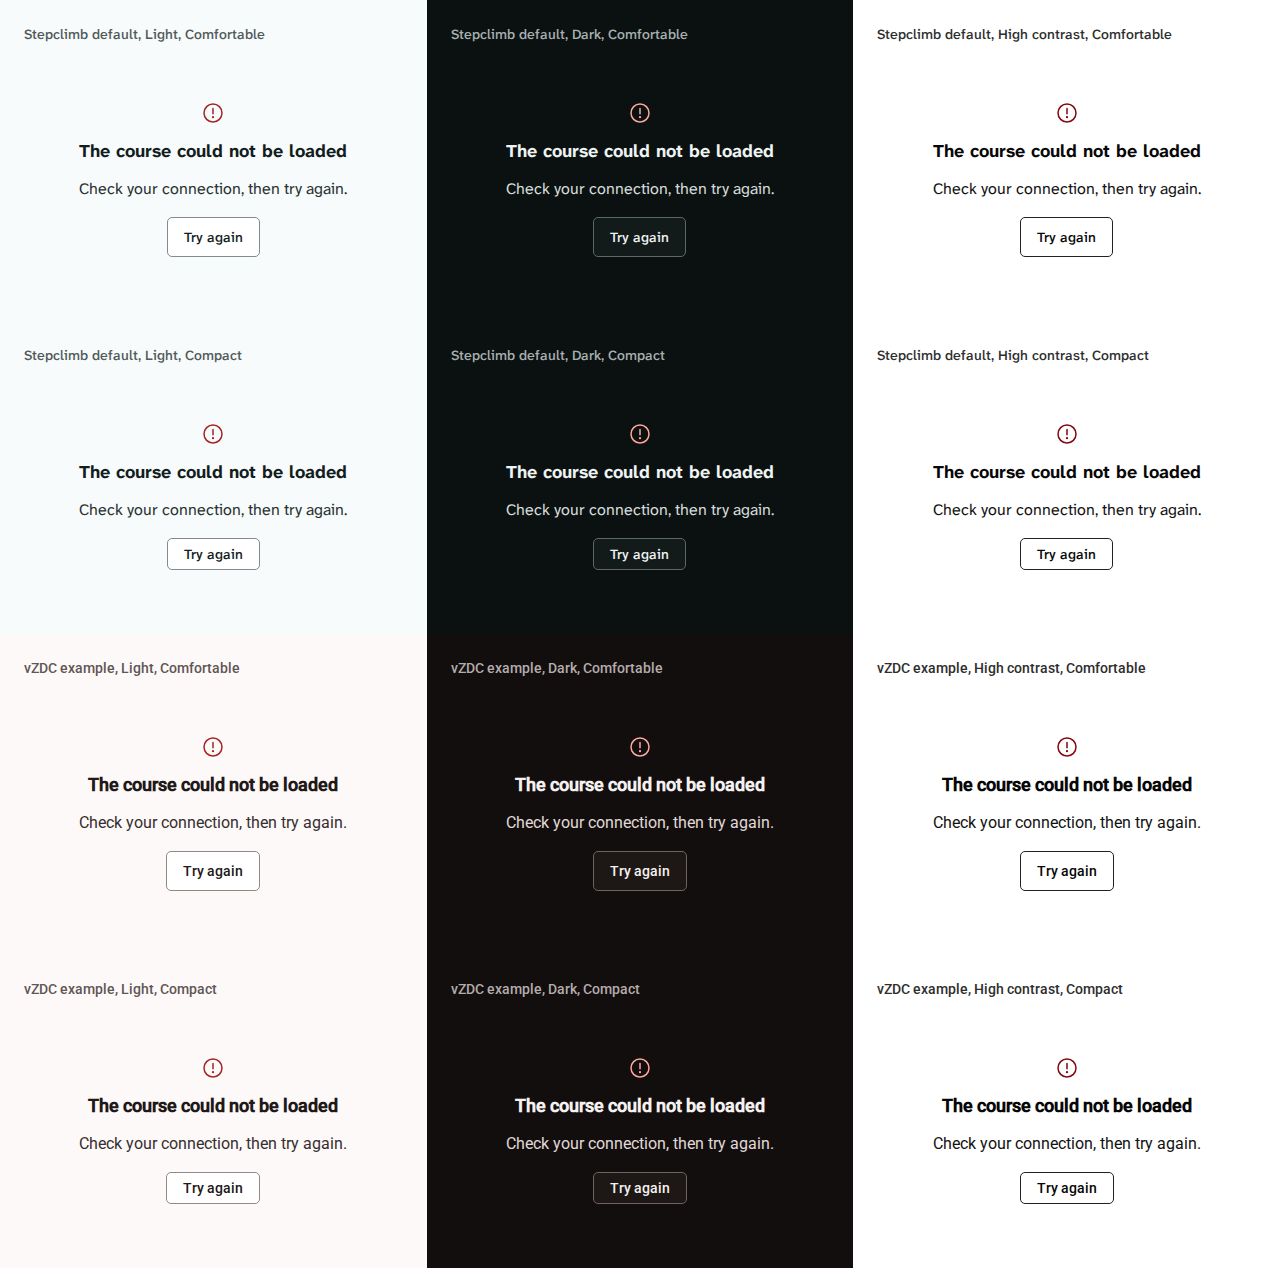 Stepclimb default, Light, Comfortable
The course could not be loaded
Check your connection, then try again.
Try again
Stepclimb default, Dark, Comfortable
The course could not be loaded
Check your connection, then try again.
Try again
Stepclimb default, High contrast, Comfortable
The course could not be loaded
Check your connection, then try again.
Try again
Stepclimb default, Light, Compact
The course could not be loaded
Check your connection, then try again.
Try again
Stepclimb default, Dark, Compact
The course could not be loaded
Check your connection, then try again.
Try again
Stepclimb default, High contrast, Compact
The course could not be loaded
Check your connection, then try again.
Try again
vZDC example, Light, Comfortable
The course could not be loaded
Check your connection, then try again.
Try again
vZDC example, Dark, Comfortable
The course could not be loaded
Check your connection, then try again.
Try again
vZDC example, High contrast, Comfortable
The course could not be loaded
Check your connection, then try again.
Try again
vZDC example, Light, Compact
The course could not be loaded
Check your connection, then try again.
Try again
vZDC example, Dark, Compact
The course could not be loaded
Check your connection, then try again.
Try again
vZDC example, High contrast, Compact
The course could not be loaded
Check your connection, then try again.
Try again